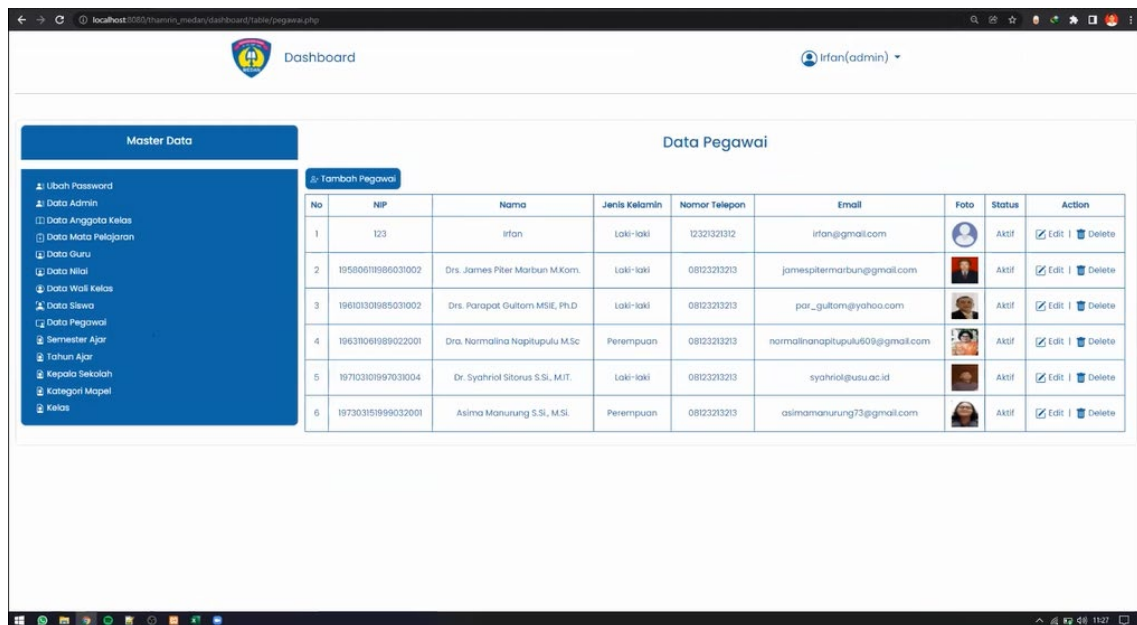 localhost:8080/thamrin_medan/dashboard/table/pegawai.php
MEDAN
Dashboard
Irfan(admin)
Master Data
Ubah Password
Data Admin
Data Anggota Kelas
Data Mata Pelajaran
Data Guru
Data Nilai
Data Wali Kelas
Data Siswa
Data Pegawai
Semester Ajar
Tahun Ajar
Kepala Sekolah
Kategori Mapel
Kelas
Data Pegawai
Tambah Pegawai
No NIP Nama Jenis Kelamin Nomor Telepon Email Foto Status Action
1 123 Irfan Laki-laki 12321321312 irfan@gmail.com Aktif Edit | Delete
2 195806111986031002 Drs. James Piter Marbun M.Kom. Laki-laki 08123213213 jamespitermarbun@gmail.com Aktif Edit | Delete
3 196101301985031002 Drs. Parapat Gultom MSIE, Ph.D Laki-laki 08123213213 par_gultom@yahoo.com Aktif Edit | Delete
4 196311061989022001 Dra. Normalina Napitupulu M.Sc Perempuan 08123213213 normalinanapitupulu609@gmail.com Aktif Edit | Delete
5 197103101997031004 Dr. Syahriol Sitorus S.Si., M.IT. Laki-laki 08123213213 syahriol@usu.ac.id Aktif Edit | Delete
6 197303151999032001 Asima Manurung S.Si., M.Si. Perempuan 08123213213 asimamanurung73@gmail.com Aktif Edit | Delete
11:27